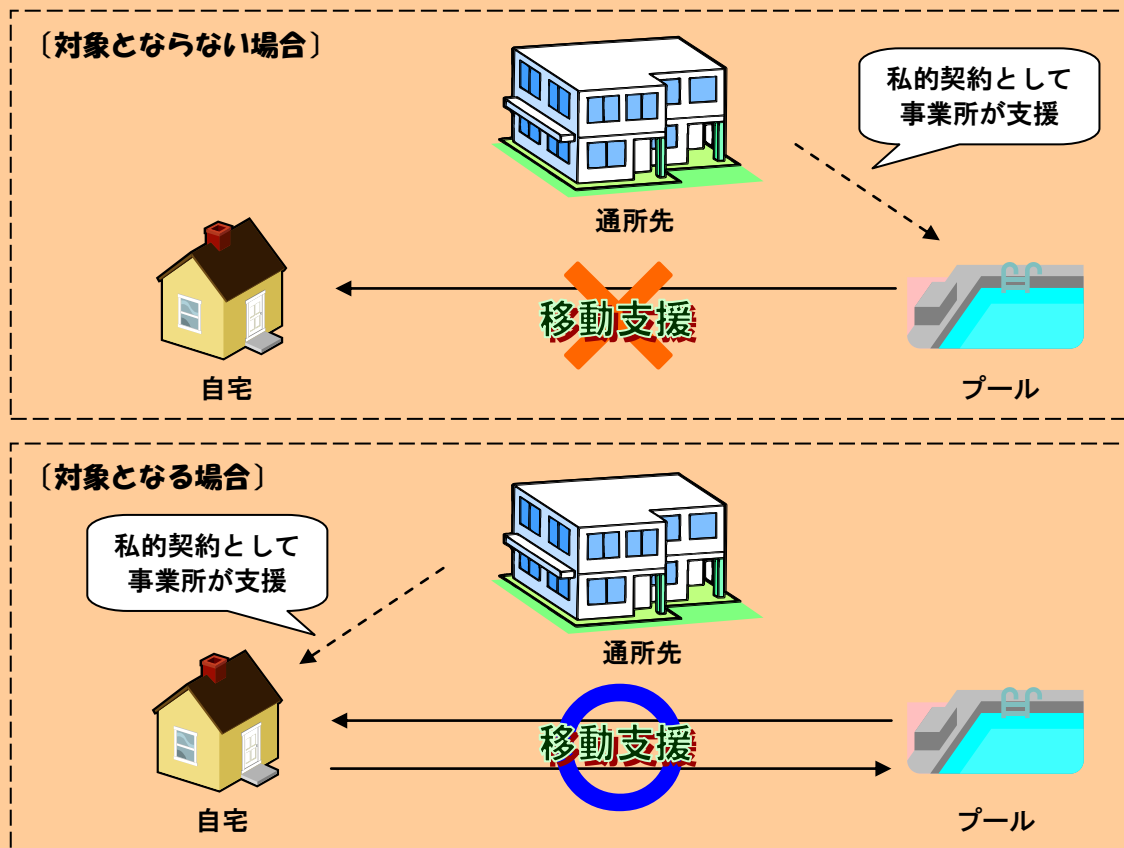 〔対象とならない場合〕
私的契約として
事業所が支援
通所先
移動支援
自宅
プール
〔対象となる場合〕
私的契約として
事業所が支援
通所先
移動支援
自宅
プール